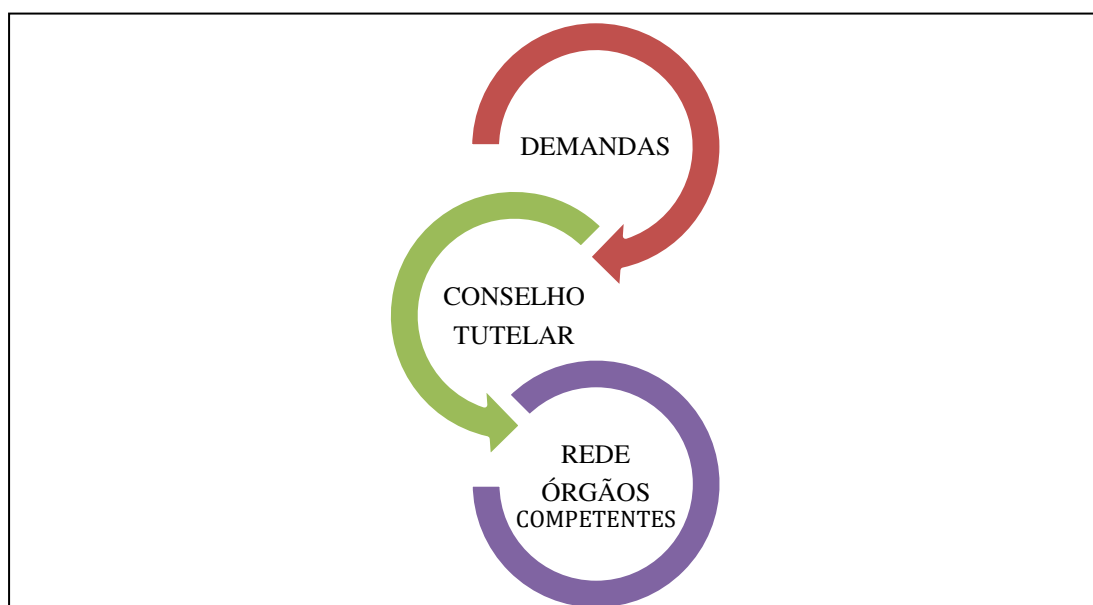 DEMANDAS
CONSELHO
TUTELAR
REDE
ÓRGÃOS
COMPETENTES